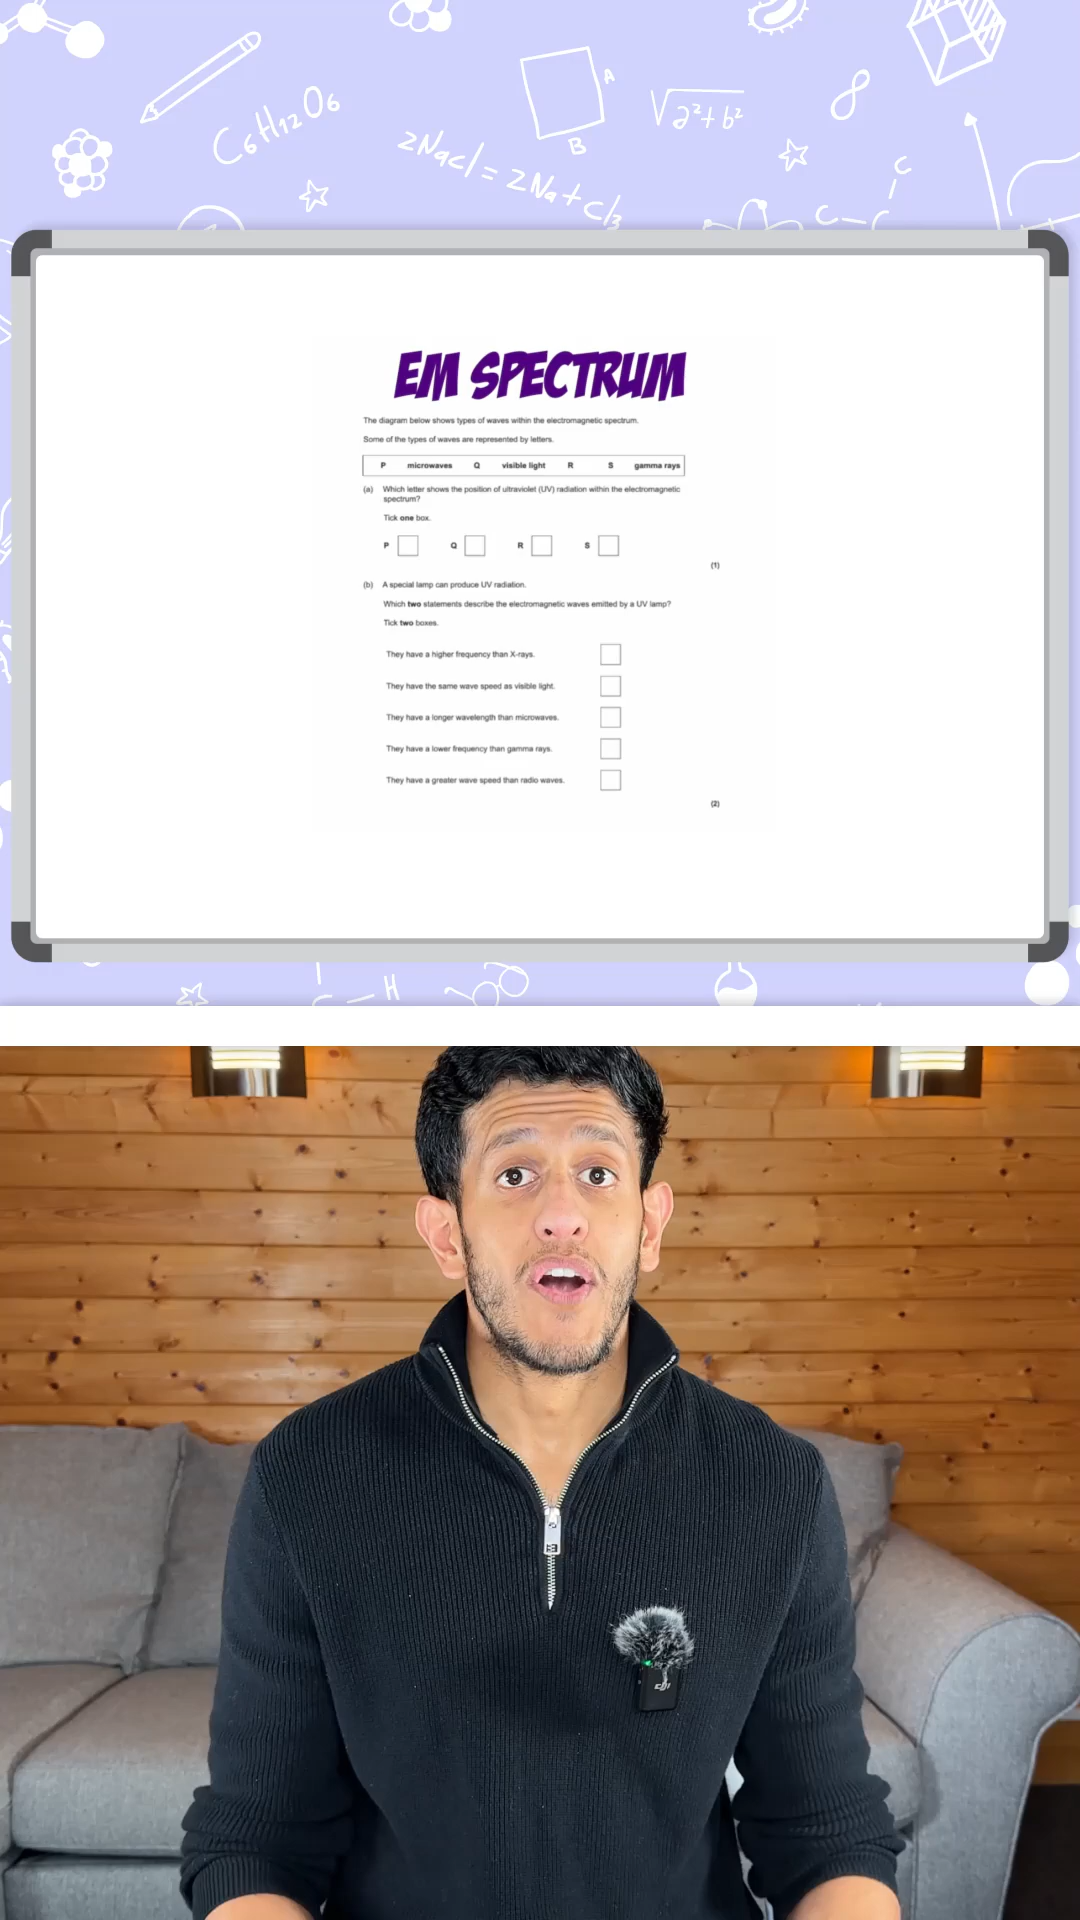 C₆H₁₂O₆
A
B
√a²+b²
8
2Nacl=2Na+cl₃
C
C–C
EM SPECTRUM
The diagram below shows types of waves within the electromagnetic spectrum.
Some of the types of waves are represented by letters.
P microwaves Q visible light R S gamma rays
(a) Which letter shows the position of ultraviolet (UV) radiation within the electromagnetic
spectrum?
Tick one box.
P Q R S
(1)
(b) A special lamp can produce UV radiation.
Which two statements describe the electromagnetic waves emitted by a UV lamp?
Tick two boxes.
They have a higher frequency than X-rays.
They have the same wave speed as visible light.
They have a longer wavelength than microwaves.
They have a lower frequency than gamma rays.
They have a greater wave speed than radio waves.
(2)
C–H
dji